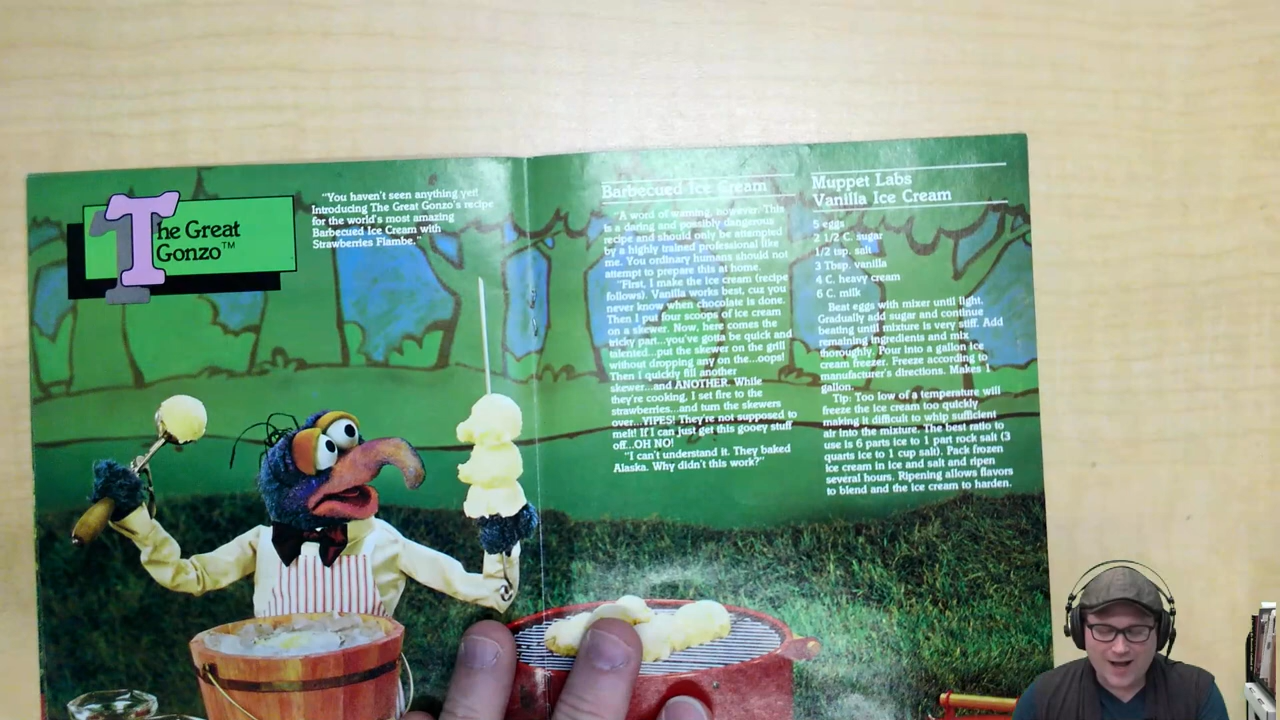 The Great
Gonzo™
"You haven't seen anything yet!
Introducing The Great Gonzo's recipe
for the world's most amazing
Barbecued Ice Cream with
Strawberries Flambe."
Barbecued Ice Cream
"A word of warning, however. This
is a daring and possibly dangerous
recipe and should only be attempted
by a highly trained professional like
me. You ordinary humans should not
attempt to prepare this at home.
"First, I make the ice cream (recipe
follows). Vanilla works best, cuz you
never know when chocolate is done.
Then I put four scoops of ice cream
on a skewer. Now, here comes the
tricky part...you've gotta be quick and
talented...put the skewer on the grill
without dropping any on the...oops!
Then I quickly fill another
skewer...and ANOTHER. While
they're cooking, I set fire to the
strawberries...and turn the skewers
over...YIPES! They're not supposed to
melt! If I can just get this gooey stuff
off...OH NO!
"I can't understand it. They baked
Alaska. Why didn't this work?"
Muppet Labs
Vanilla Ice Cream
5 eggs
2 1/2 C. sugar
1/2 tsp. salt
3 Tbsp. vanilla
4 C. heavy cream
6 C. milk
Beat eggs with mixer until light.
Gradually add sugar and continue
beating until mixture is very stiff. Add
remaining ingredients and mix
thoroughly. Pour into a gallon ice
cream freezer. Freeze according to
manufacturer's directions. Makes 1
gallon.
Tip: Too low of a temperature will
freeze the ice cream too quickly
making it difficult to whip sufficient
air into the mixture. The best ratio to
use is 6 parts ice to 1 part rock salt (3
quarts ice to 1 cup salt). Pack frozen
ice cream in ice and salt and ripen
several hours. Ripening allows flavors
to blend and the ice cream to harden.